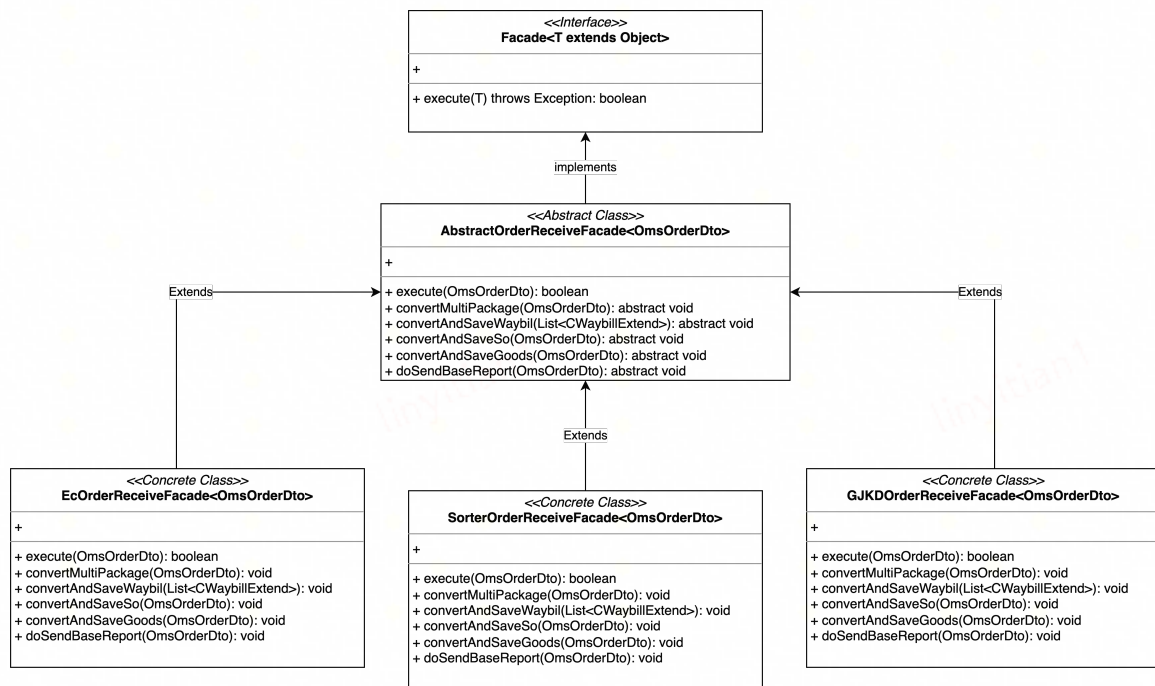 <<Interface>>
Facade<T extends Object>
+
+ execute(T) throws Exception: boolean
implements
<<Abstract Class>>
AbstractOrderReceiveFacade<OmsOrderDto>
+
+ execute(OmsOrderDto): boolean
+ convertMultiPackage(OmsOrderDto): abstract void
+ convertAndSaveWaybil(List<CWaybillExtend>): abstract void
+ convertAndSaveSo(OmsOrderDto): abstract void
+ convertAndSaveGoods(OmsOrderDto): abstract void
+ doSendBaseReport(OmsOrderDto): abstract void
Extends
Extends
Extends
<<Concrete Class>>
EcOrderReceiveFacade<OmsOrderDto>
+
+ execute(OmsOrderDto): boolean
+ convertMultiPackage(OmsOrderDto): void
+ convertAndSaveWaybil(List<CWaybillExtend>): void
+ convertAndSaveSo(OmsOrderDto): void
+ convertAndSaveGoods(OmsOrderDto): void
+ doSendBaseReport(OmsOrderDto): void
<<Concrete Class>>
SorterOrderReceiveFacade<OmsOrderDto>
+
+ execute(OmsOrderDto): boolean
+ convertMultiPackage(OmsOrderDto): void
+ convertAndSaveWaybil(List<CWaybillExtend>): void
+ convertAndSaveSo(OmsOrderDto): void
+ convertAndSaveGoods(OmsOrderDto): void
+ doSendBaseReport(OmsOrderDto): void
<<Concrete Class>>
GJKDOrderReceiveFacade<OmsOrderDto>
+
+ execute(OmsOrderDto): boolean
+ convertMultiPackage(OmsOrderDto): void
+ convertAndSaveWaybil(List<CWaybillExtend>): void
+ convertAndSaveSo(OmsOrderDto): void
+ convertAndSaveGoods(OmsOrderDto): void
+ doSendBaseReport(OmsOrderDto): void